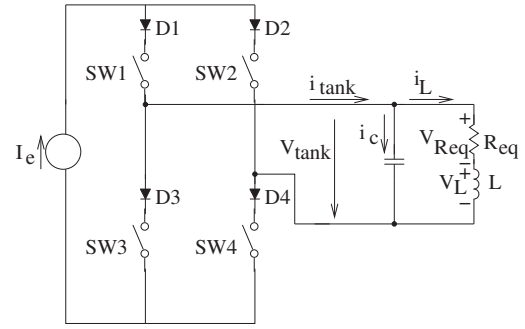 D1
D2
SW1
SW2
i tank
i L
I e
V tank
i c
+
V Req
R eq
−
+
V L
L
−
D3
D4
SW3
SW4